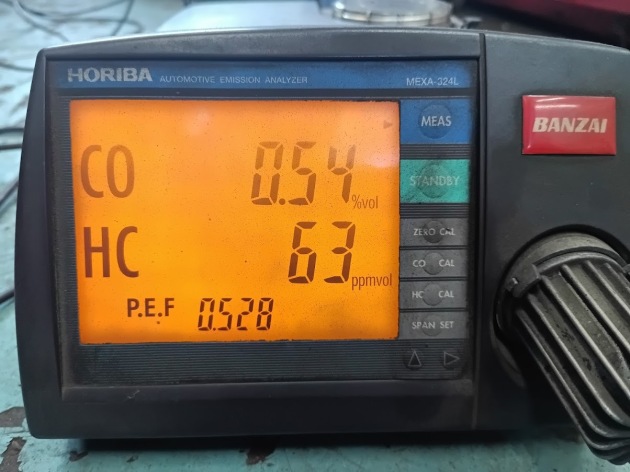 HORIBA AUTOMOTIVE EMISSION ANALYZER MEXA-324L
MEAS
BANZAI
CO 0.54 %vol
STANDBY
ZERO CAL
HC 63 ppmvol
CO CAL
HC CAL
P.E.F 0.528
SPAN SET